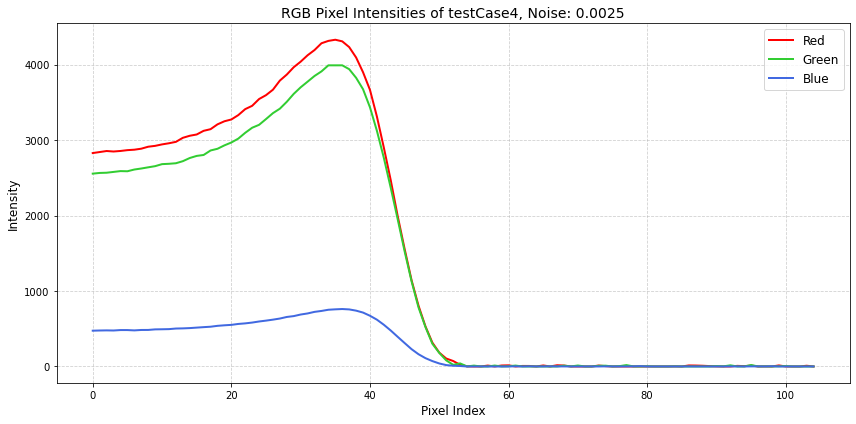 RGB Pixel Intensities of testCase4, Noise: 0.0025
Red
Green
Blue
4000
3000
2000
1000
0
Intensity
0 20 40 60 80 100
Pixel Index